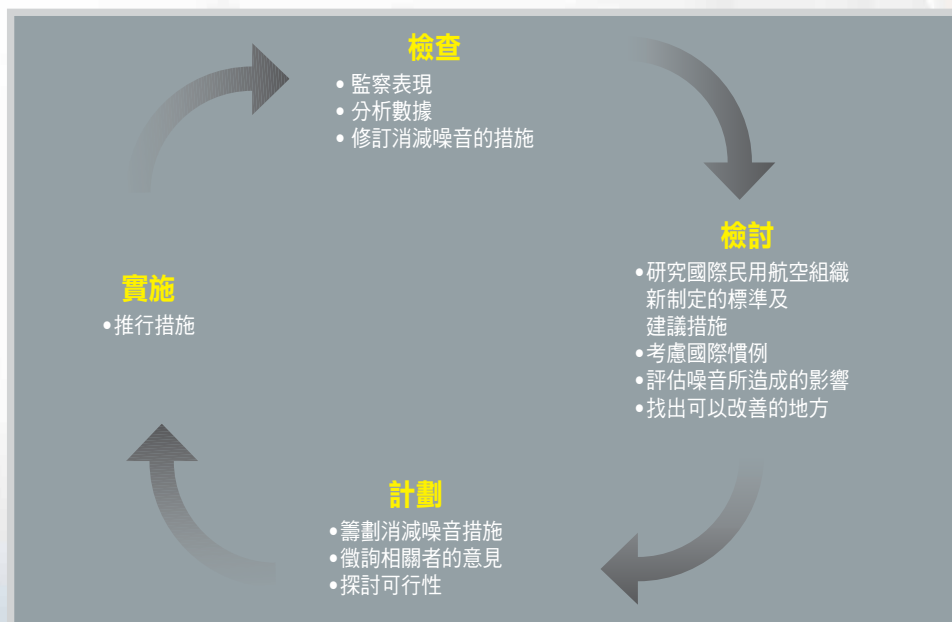 檢查
• 監察表現
• 分析數據
• 修訂消減噪音的措施
檢討
•研究國際民用航空組織
新制定的標準及
建議措施
•考慮國際慣例
•評估噪音所造成的影響
•找出可以改善的地方
計劃
•籌劃消減噪音措施
•徵詢相關者的意見
•探討可行性
實施
•推行措施